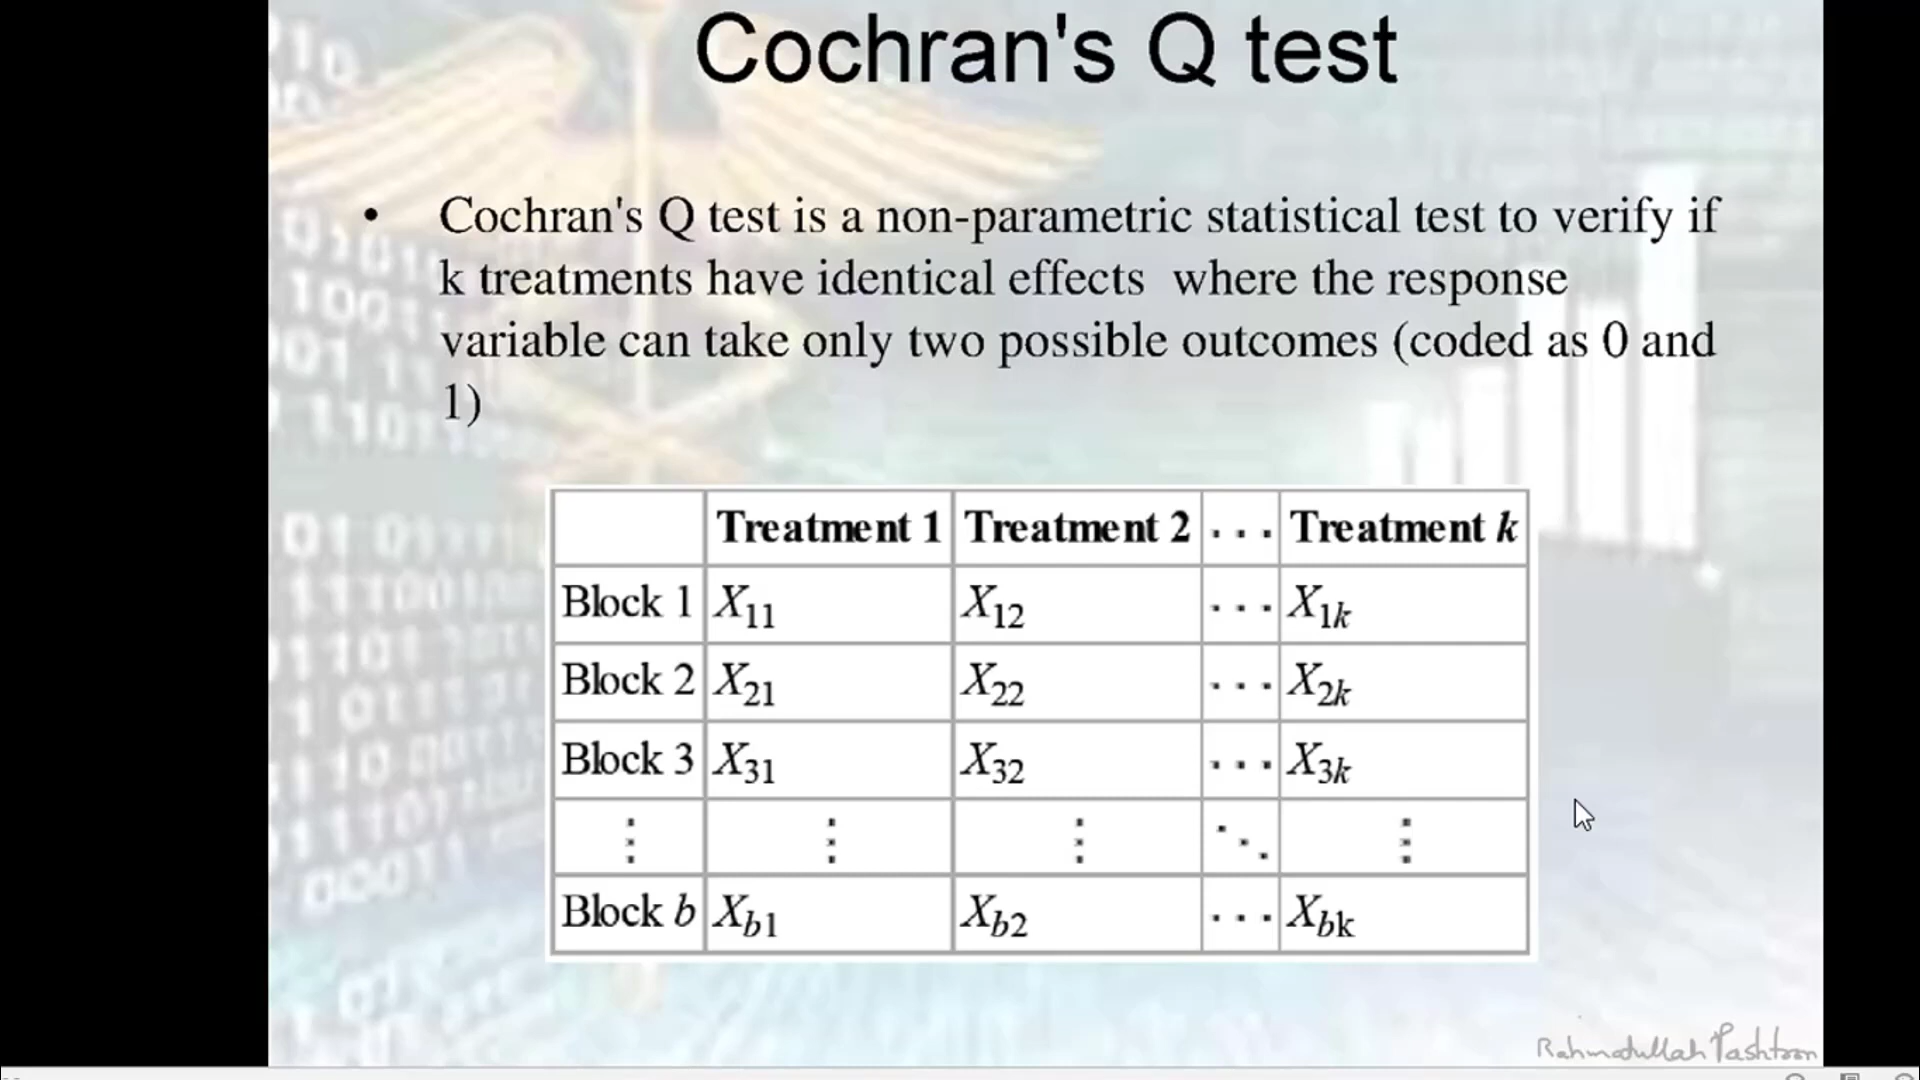 Cochran's Q test
• Cochran's Q test is a non-parametric statistical test to verify if
k treatments have identical effects where the response
variable can take only two possible outcomes (coded as 0 and
1)
Treatment 1 Treatment 2 ... Treatment k
Block 1 X11 X12 ... X1k
Block 2 X21 X22 ... X2k
Block 3 X31 X32 ... X3k
⋮ ⋮ ⋮ ⋱ ⋮
Block b Xb1 Xb2 ... Xbk
Rahmatullah Pashtoon